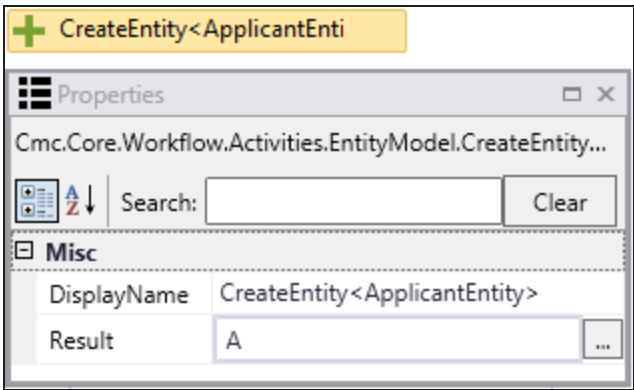 CreateEntity<ApplicantEnti
Properties
Cmc.Core.Workflow.Activities.EntityModel.CreateEntity...
Search: Clear
Misc
DisplayName CreateEntity<ApplicantEntity>
Result A ...